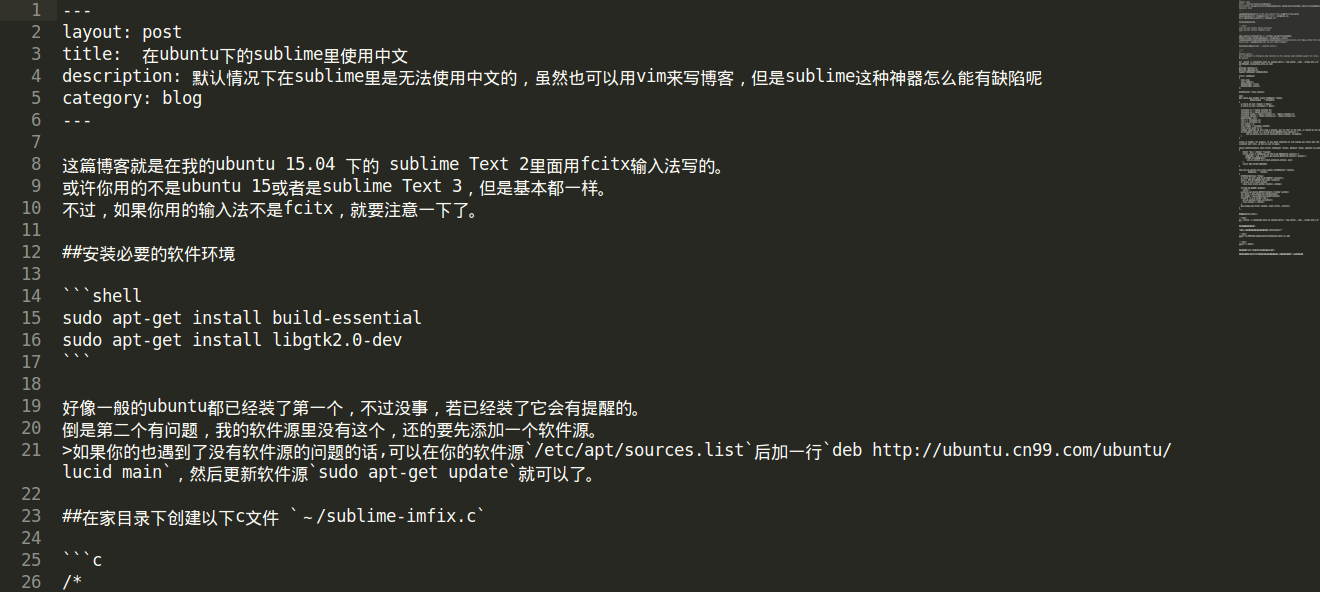 1 ---
2 layout: post
3 title:  在ubuntu下的sublime里使用中文
4 description: 默认情况下在sublime里是无法使用中文的，虽然也可以用vim来写博客，但是sublime这种神器怎么能有缺陷呢
5 category: blog
6 ---
7
8 这篇博客就是在我的ubuntu 15.04 下的 sublime Text 2里面用fcitx输入法写的。
9 或许你用的不是ubuntu 15或者是sublime Text 3，但是基本都一样。
10 不过，如果你用的输入法不是fcitx，就要注意一下了。
11
12 ##安装必要的软件环境
13
14 ```shell
15 sudo apt-get install build-essential
16 sudo apt-get install libgtk2.0-dev
17 ```
18
19 好像一般的ubuntu都已经装了第一个，不过没事，若已经装了它会有提醒的。
20 倒是第二个有问题，我的软件源里没有这个，还的要先添加一个软件源。
21 >如果你的也遇到了没有软件源的问题的话,可以在你的软件源`/etc/apt/sources.list`后加一行`deb http://ubuntu.cn99.com/ubuntu/
lucid main`，然后更新软件源`sudo apt-get update`就可以了。
22
23 ##在家目录下创建以下c文件 `～/sublime-imfix.c`
24
25 ```c
26 /*